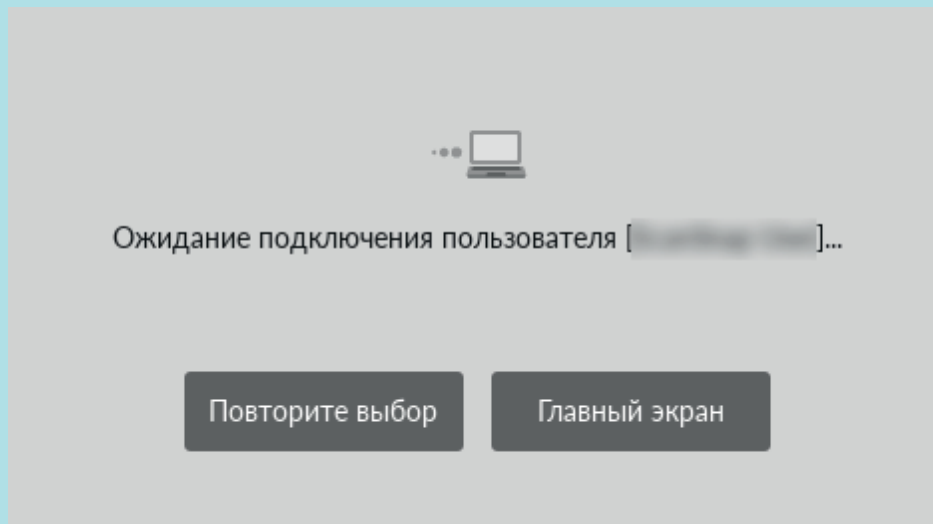 Ожидание подключения пользователя [ ]...
Повторите выбор
Главный экран